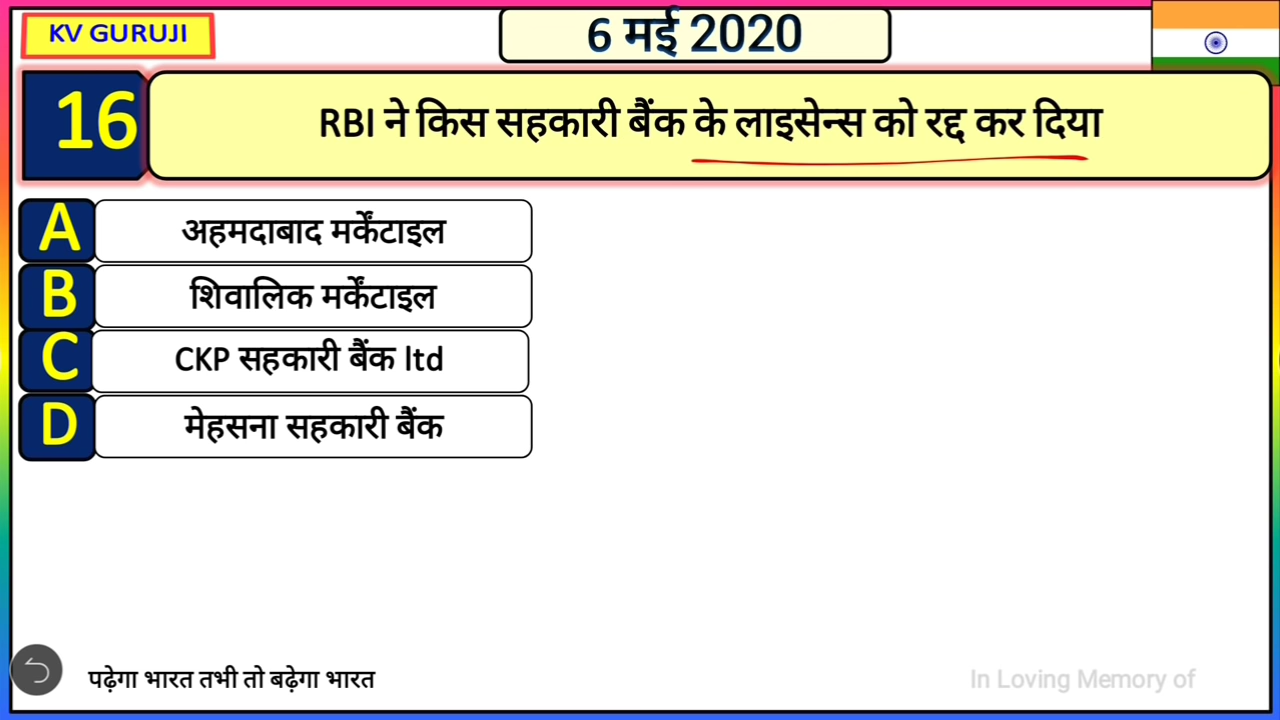 KV GURUJI
6 मई 2020
16
RBI ने किस सहकारी बैंक के लाइसेन्स को रद्द कर दिया
A अहमदाबाद मर्केंटाइल
B शिवालिक मर्केंटाइल
C CKP सहकारी बैंक ltd
D मेहसना सहकारी बैंक
पढ़ेगा भारत तभी तो बढ़ेगा भारत
In Loving Memory of